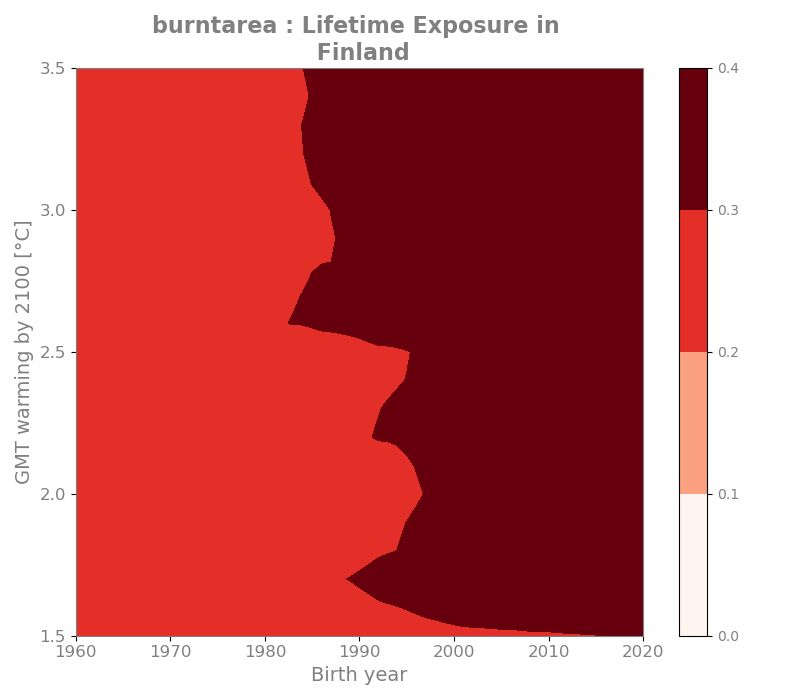 burntarea : Lifetime Exposure in
Finland
3.5
3.0
2.5
2.0
1.5
GMT warming by 2100 [°C]
1960 1970 1980 1990 2000 2010 2020
Birth year
0.4
0.3
0.2
0.1
0.0